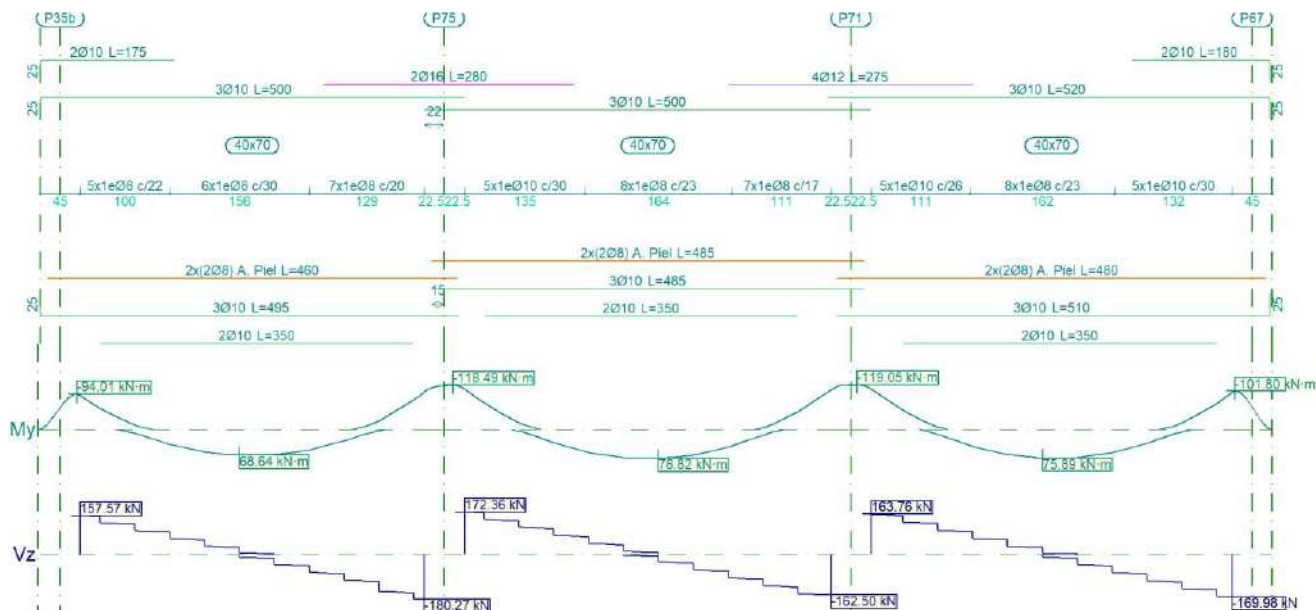 P35b P75 P71 P67
2Ø10 L=175 2Ø10 L=180
25 25
2Ø16 L=280 4Ø12 L=275
3Ø10 L=500 3Ø10 L=520
25 25
22 3Ø10 L=500
40x70 40x70 40x70
5x1eØ8 c/22 6x1eØ8 c/30 7x1eØ8 c/20 5x1eØ10 c/30 8x1eØ8 c/23 7x1eØ8 c/17 5x1eØ10 c/26 8x1eØ8 c/23 5x1eØ10 c/30
45 100 156 129 22.522.5 135 164 111 22.522.5 111 162 132 45
2x(2Ø8) A. Piel L=485
2x(2Ø8) A. Piel L=460 2x(2Ø8) A. Piel L=480
15 3Ø10 L=485
25 25
3Ø10 L=495 2Ø10 L=350 3Ø10 L=510
2Ø10 L=350 2Ø10 L=350
-94.01 kN·m -118.49 kN·m -119.05 kN·m -101.80 kN·m
My
68.64 kN·m 76.82 kN·m 75.89 kN·m
157.57 kN 172.36 kN 163.76 kN
Vz
-180.27 kN -162.50 kN -169.98 kN